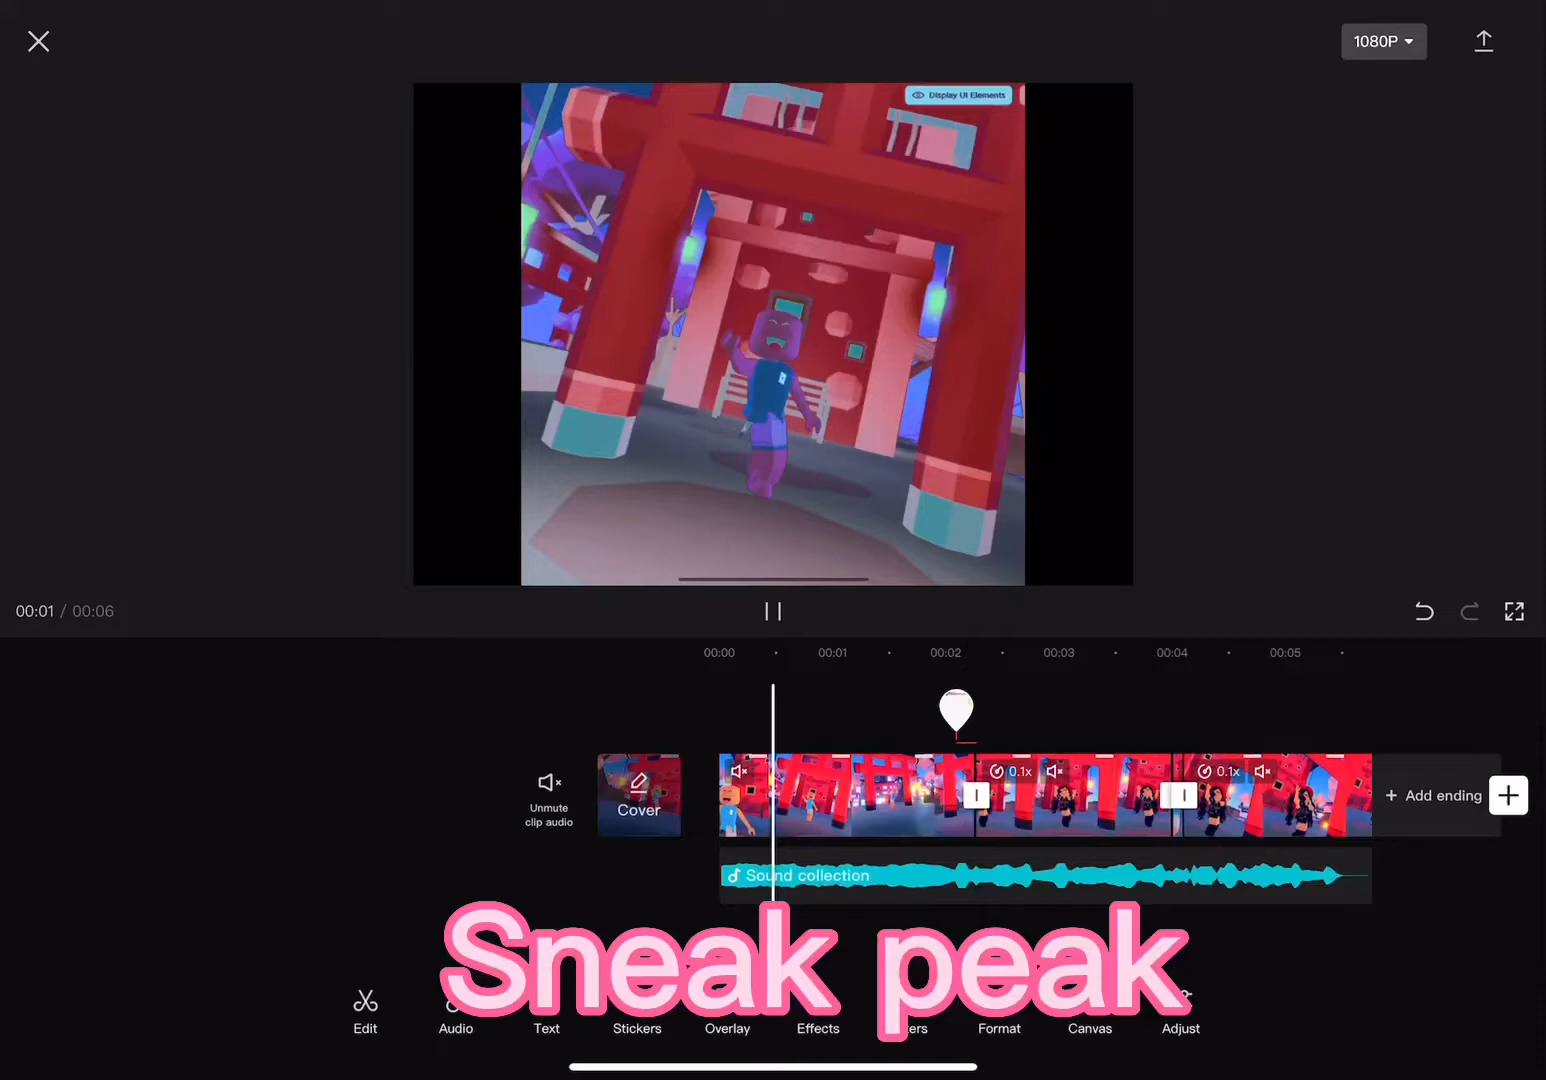 1080P
Display UI Elements
00:01 / 00:06
00:00 00:01 00:02 00:03 00:04 00:05
0.1x 0.1x
Unmute
clip audio
Cover
+ Add ending
Sound collection
Sneak peak
Edit Audio Text Stickers Overlay Effects Format Canvas Adjust